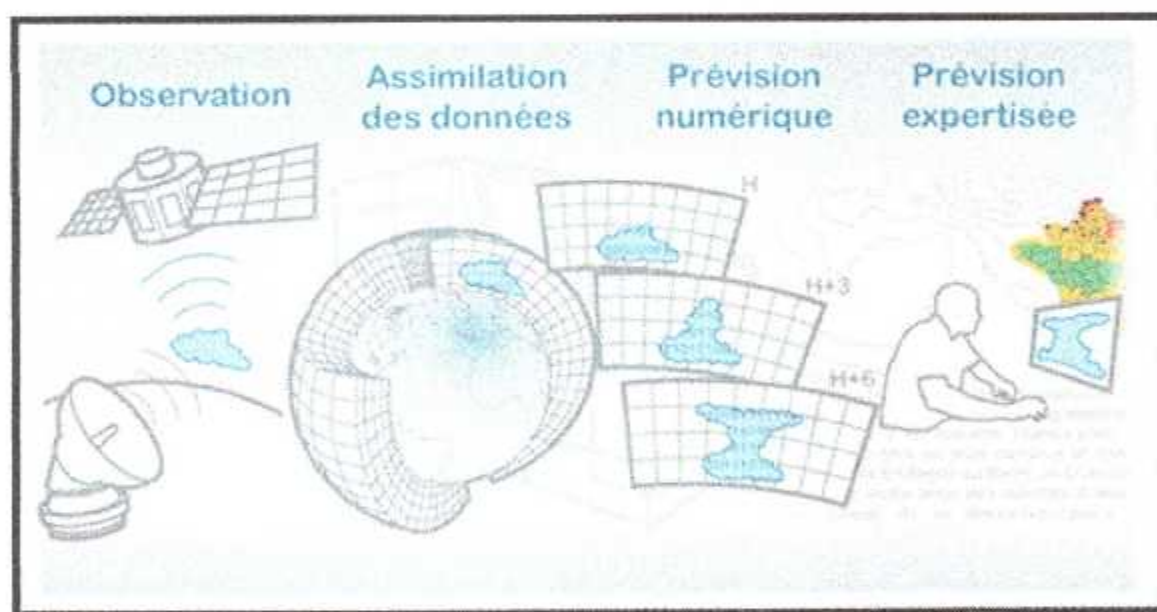 Observation
Assimilation
des données
Prévision
numérique
Prévision
expertisée
H
H+3
H+6